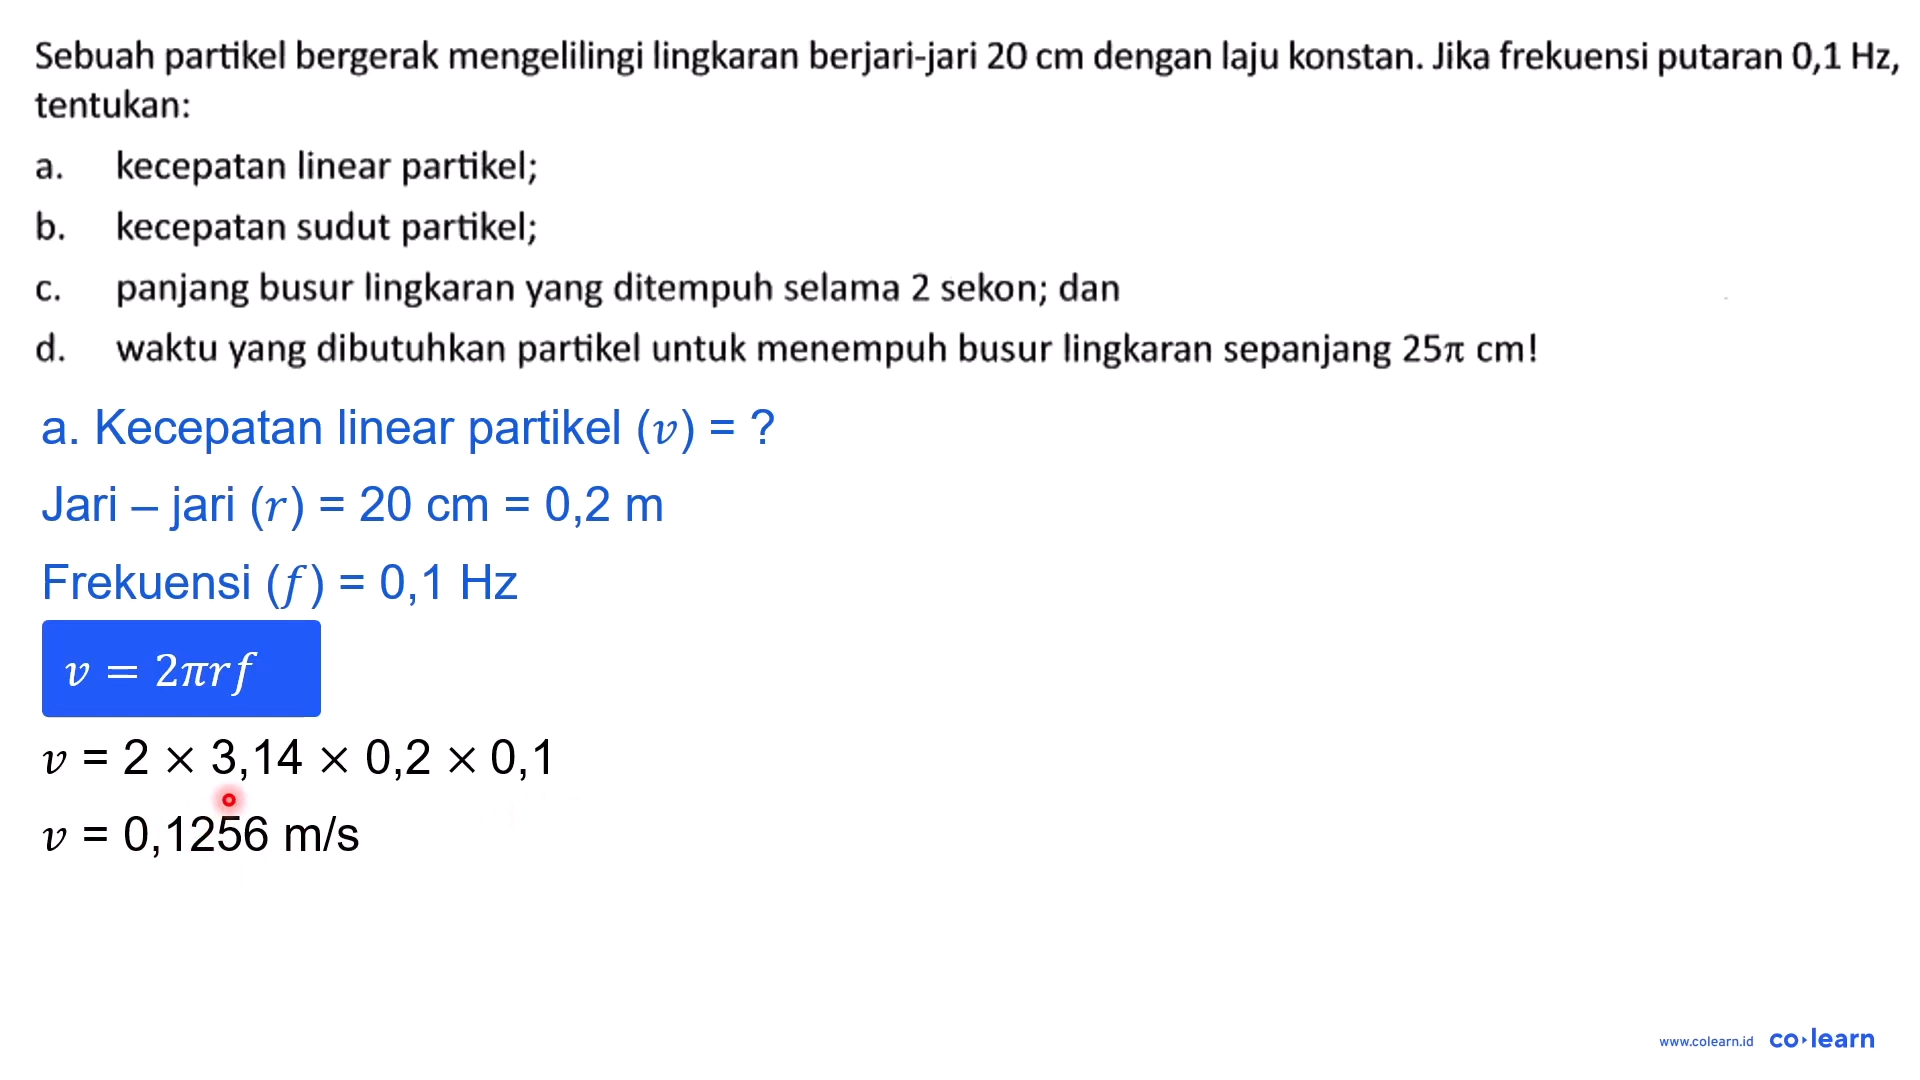 Sebuah partikel bergerak mengelilingi lingkaran berjari-jari 20 cm dengan laju konstan. Jika frekuensi putaran 0,1 Hz,
tentukan:
a. kecepatan linear partikel;
b. kecepatan sudut partikel;
c. panjang busur lingkaran yang ditempuh selama 2 sekon; dan
d. waktu yang dibutuhkan partikel untuk menempuh busur lingkaran sepanjang 25π cm!
a. Kecepatan linear partikel (v) = ?
Jari – jari (r) = 20 cm = 0,2 m
Frekuensi (f) = 0,1 Hz
v = 2πrf
v = 2 × 3,14 × 0,2 × 0,1
v = 0,1256 m/s
www.colearn.id co·learn